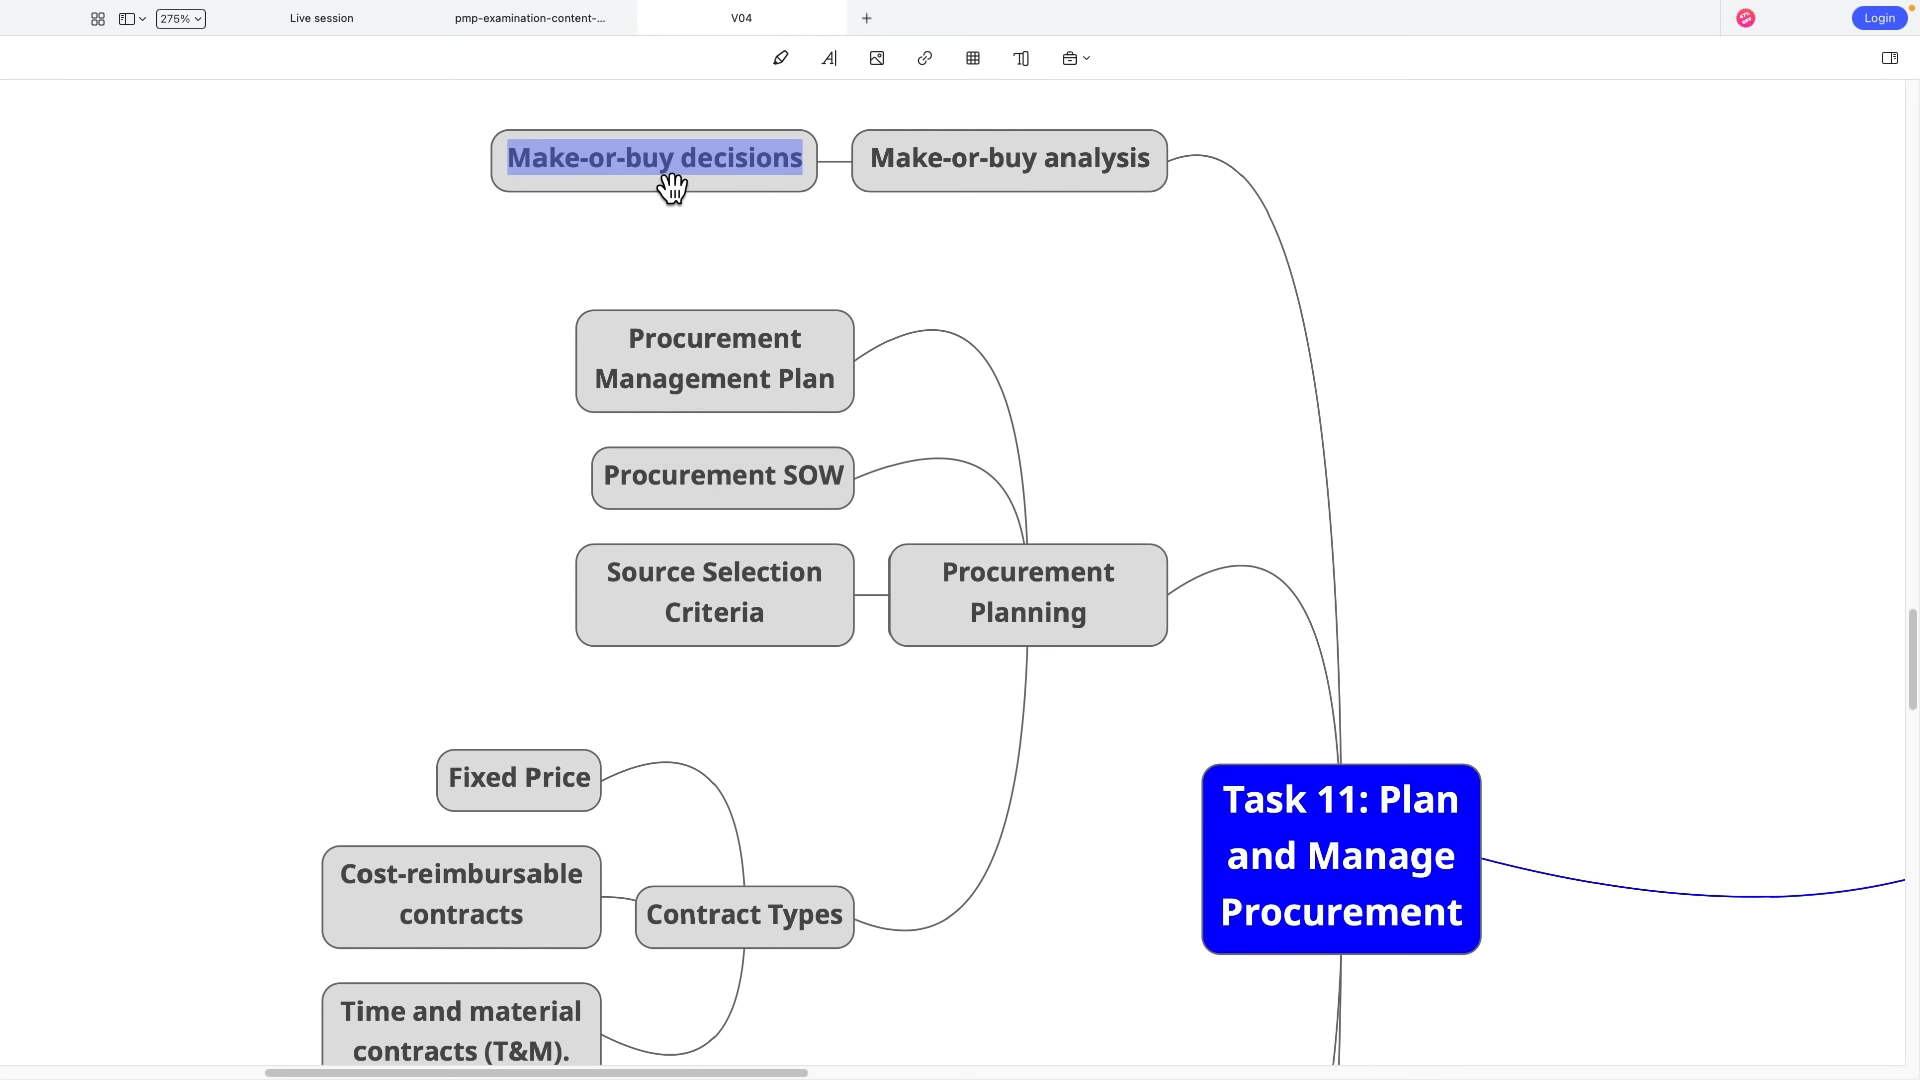 275%
Live session
pmp-examination-content-...
V04
Login
Make-or-buy decisions
Make-or-buy analysis
Procurement
Management Plan
Procurement SOW
Source Selection
Criteria
Procurement
Planning
Fixed Price
Cost-reimbursable
contracts
Contract Types
Time and material
contracts (T&M).
Task 11: Plan
and Manage
Procurement